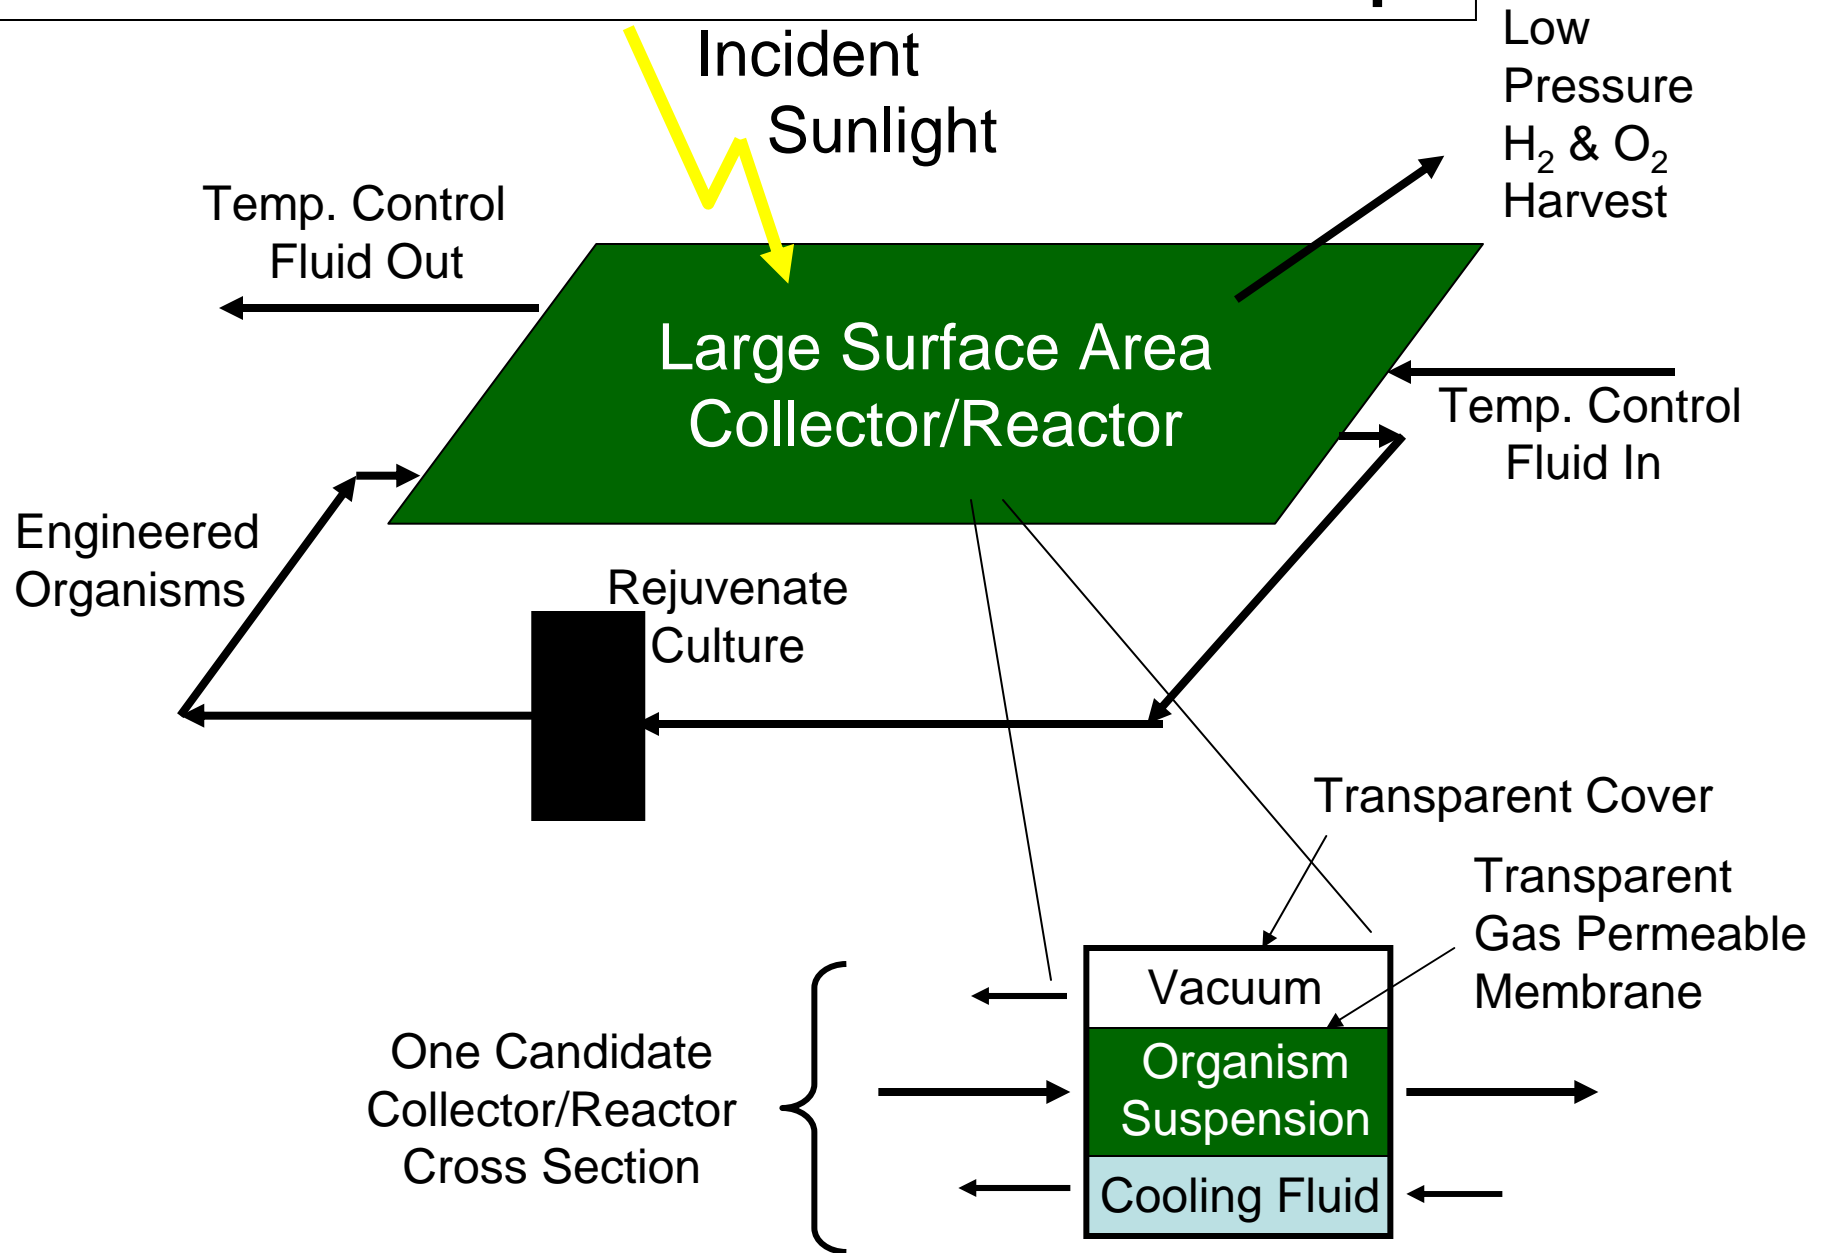 Incident
Sunlight
Low
Pressure
H₂ & O₂
Harvest
Temp. Control
Fluid Out
Large Surface Area
Collector/Reactor
Temp. Control
Fluid In
Engineered
Organisms
Rejuvenate
Culture
Transparent Cover
Transparent
Gas Permeable
Membrane
Vacuum
One Candidate
Collector/Reactor
Cross Section
Organism
Suspension
Cooling Fluid